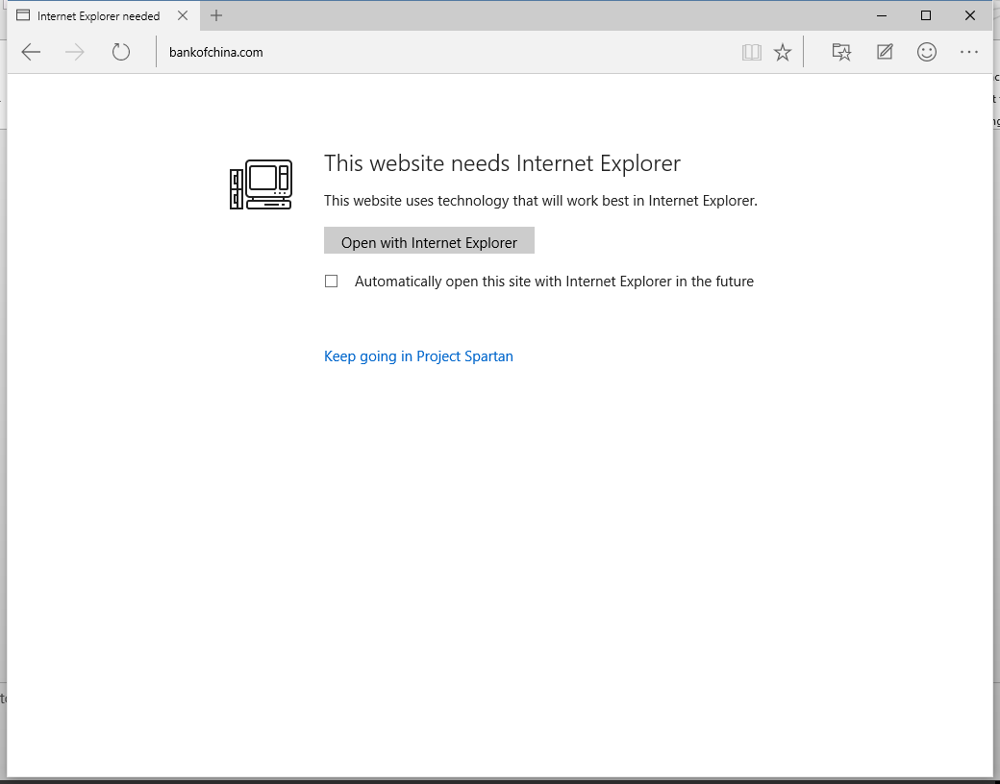 Internet Explorer needed
bankofchina.com
This website needs Internet Explorer
This website uses technology that will work best in Internet Explorer.
Open with Internet Explorer
Automatically open this site with Internet Explorer in the future
Keep going in Project Spartan